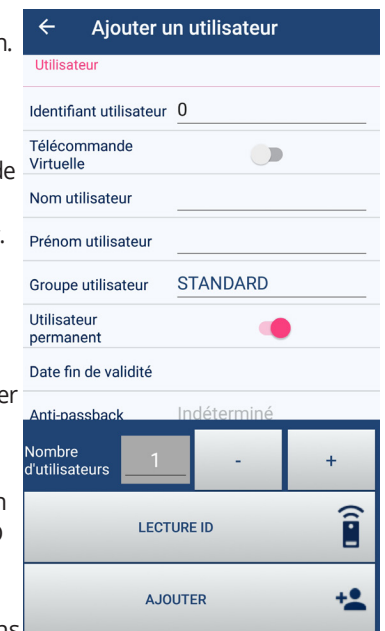 Ajouter un utilisateur
Utilisateur
Identifiant utilisateur 0
Télécommande
Virtuelle
Nom utilisateur
Prénom utilisateur
Groupe utilisateur STANDARD
Utilisateur
permanent
Date fin de validité
Anti-passback Indéterminé
Nombre
d'utilisateurs 1 - +
LECTURE ID
AJOUTER